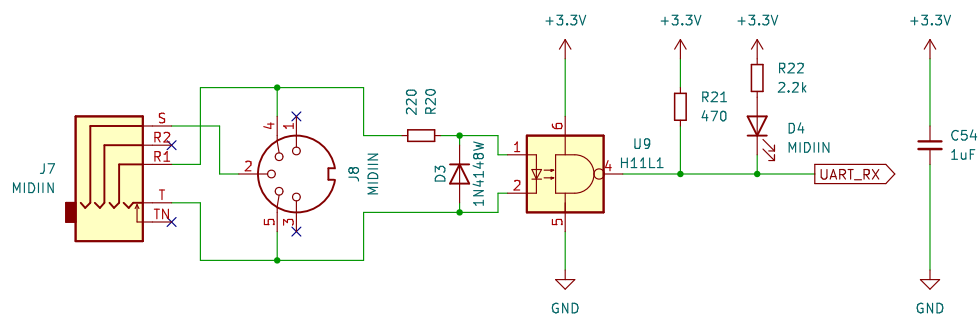 +3.3V
+3.3V
+3.3V
+3.3V
J7
MIDIIN
S
R2
R1
T
TN
4
1
2
5
3
J8
MIDIIN
220
R20
D3
1N4148W
1
2
6
5
4
U9
H11L1
GND
R21
470
R22
2.2k
D4
MIDIIN
UART_RX
C54
1uF
GND